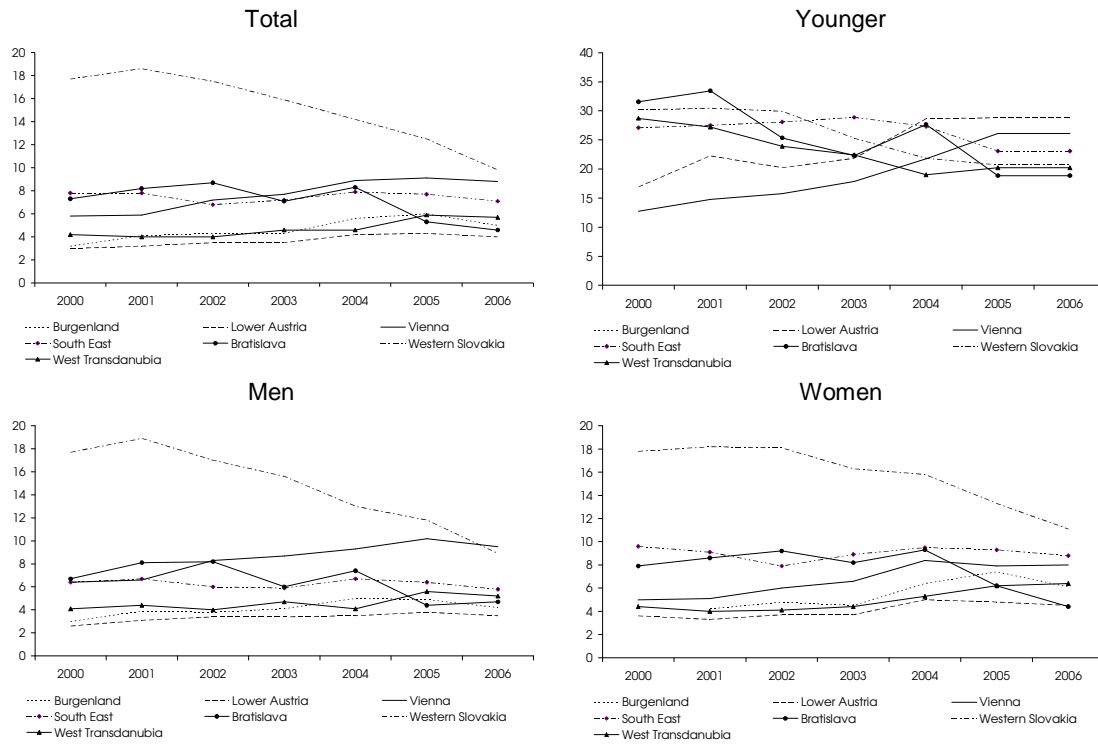 Total
20
18
16
14
12
10
8
6
4
2
0
2000 2001 2002 2003 2004 2005 2006
Burgenland Lower Austria Vienna
South East Bratislava Western Slovakia
West Transdanubia
Younger
40
35
30
25
20
15
10
5
0
2000 2001 2002 2003 2004 2005 2006
Burgenland Lower Austria Vienna
South East Bratislava Western Slovakia
West Transdanubia
Men
20
18
16
14
12
10
8
6
4
2
0
2000 2001 2002 2003 2004 2005 2006
Burgenland Lower Austria Vienna
South East Bratislava Western Slovakia
West Transdanubia
Women
20
18
16
14
12
10
8
6
4
2
0
2000 2001 2002 2003 2004 2005 2006
Burgenland Lower Austria Vienna
South East Bratislava Western Slovakia
West Transdanubia